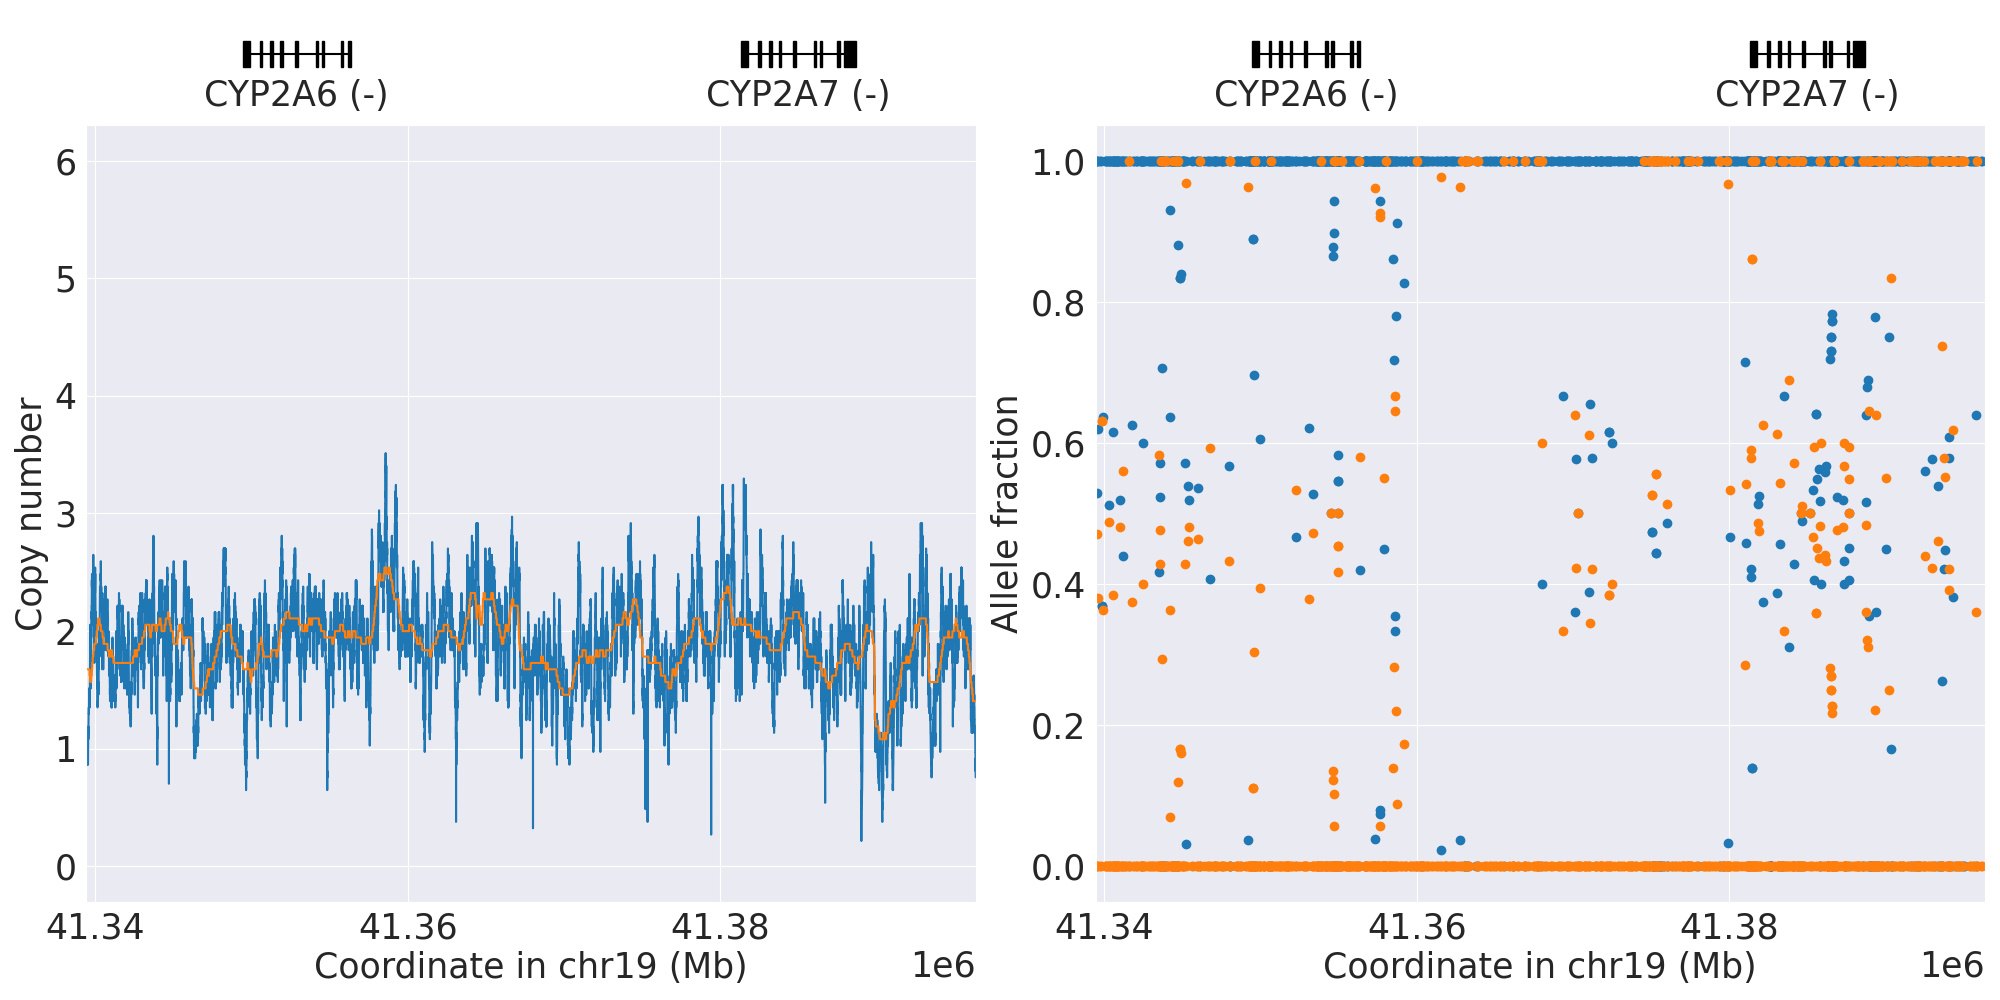 CYP2A6 (-)
CYP2A7 (-)
6
5
4
3
2
1
0
Copy number
41.34
41.36
41.38
Coordinate in chr19 (Mb)
1e6
CYP2A6 (-)
CYP2A7 (-)
1.0
0.8
0.6
0.4
0.2
0.0
Allele fraction
41.34
41.36
41.38
Coordinate in chr19 (Mb)
1e6